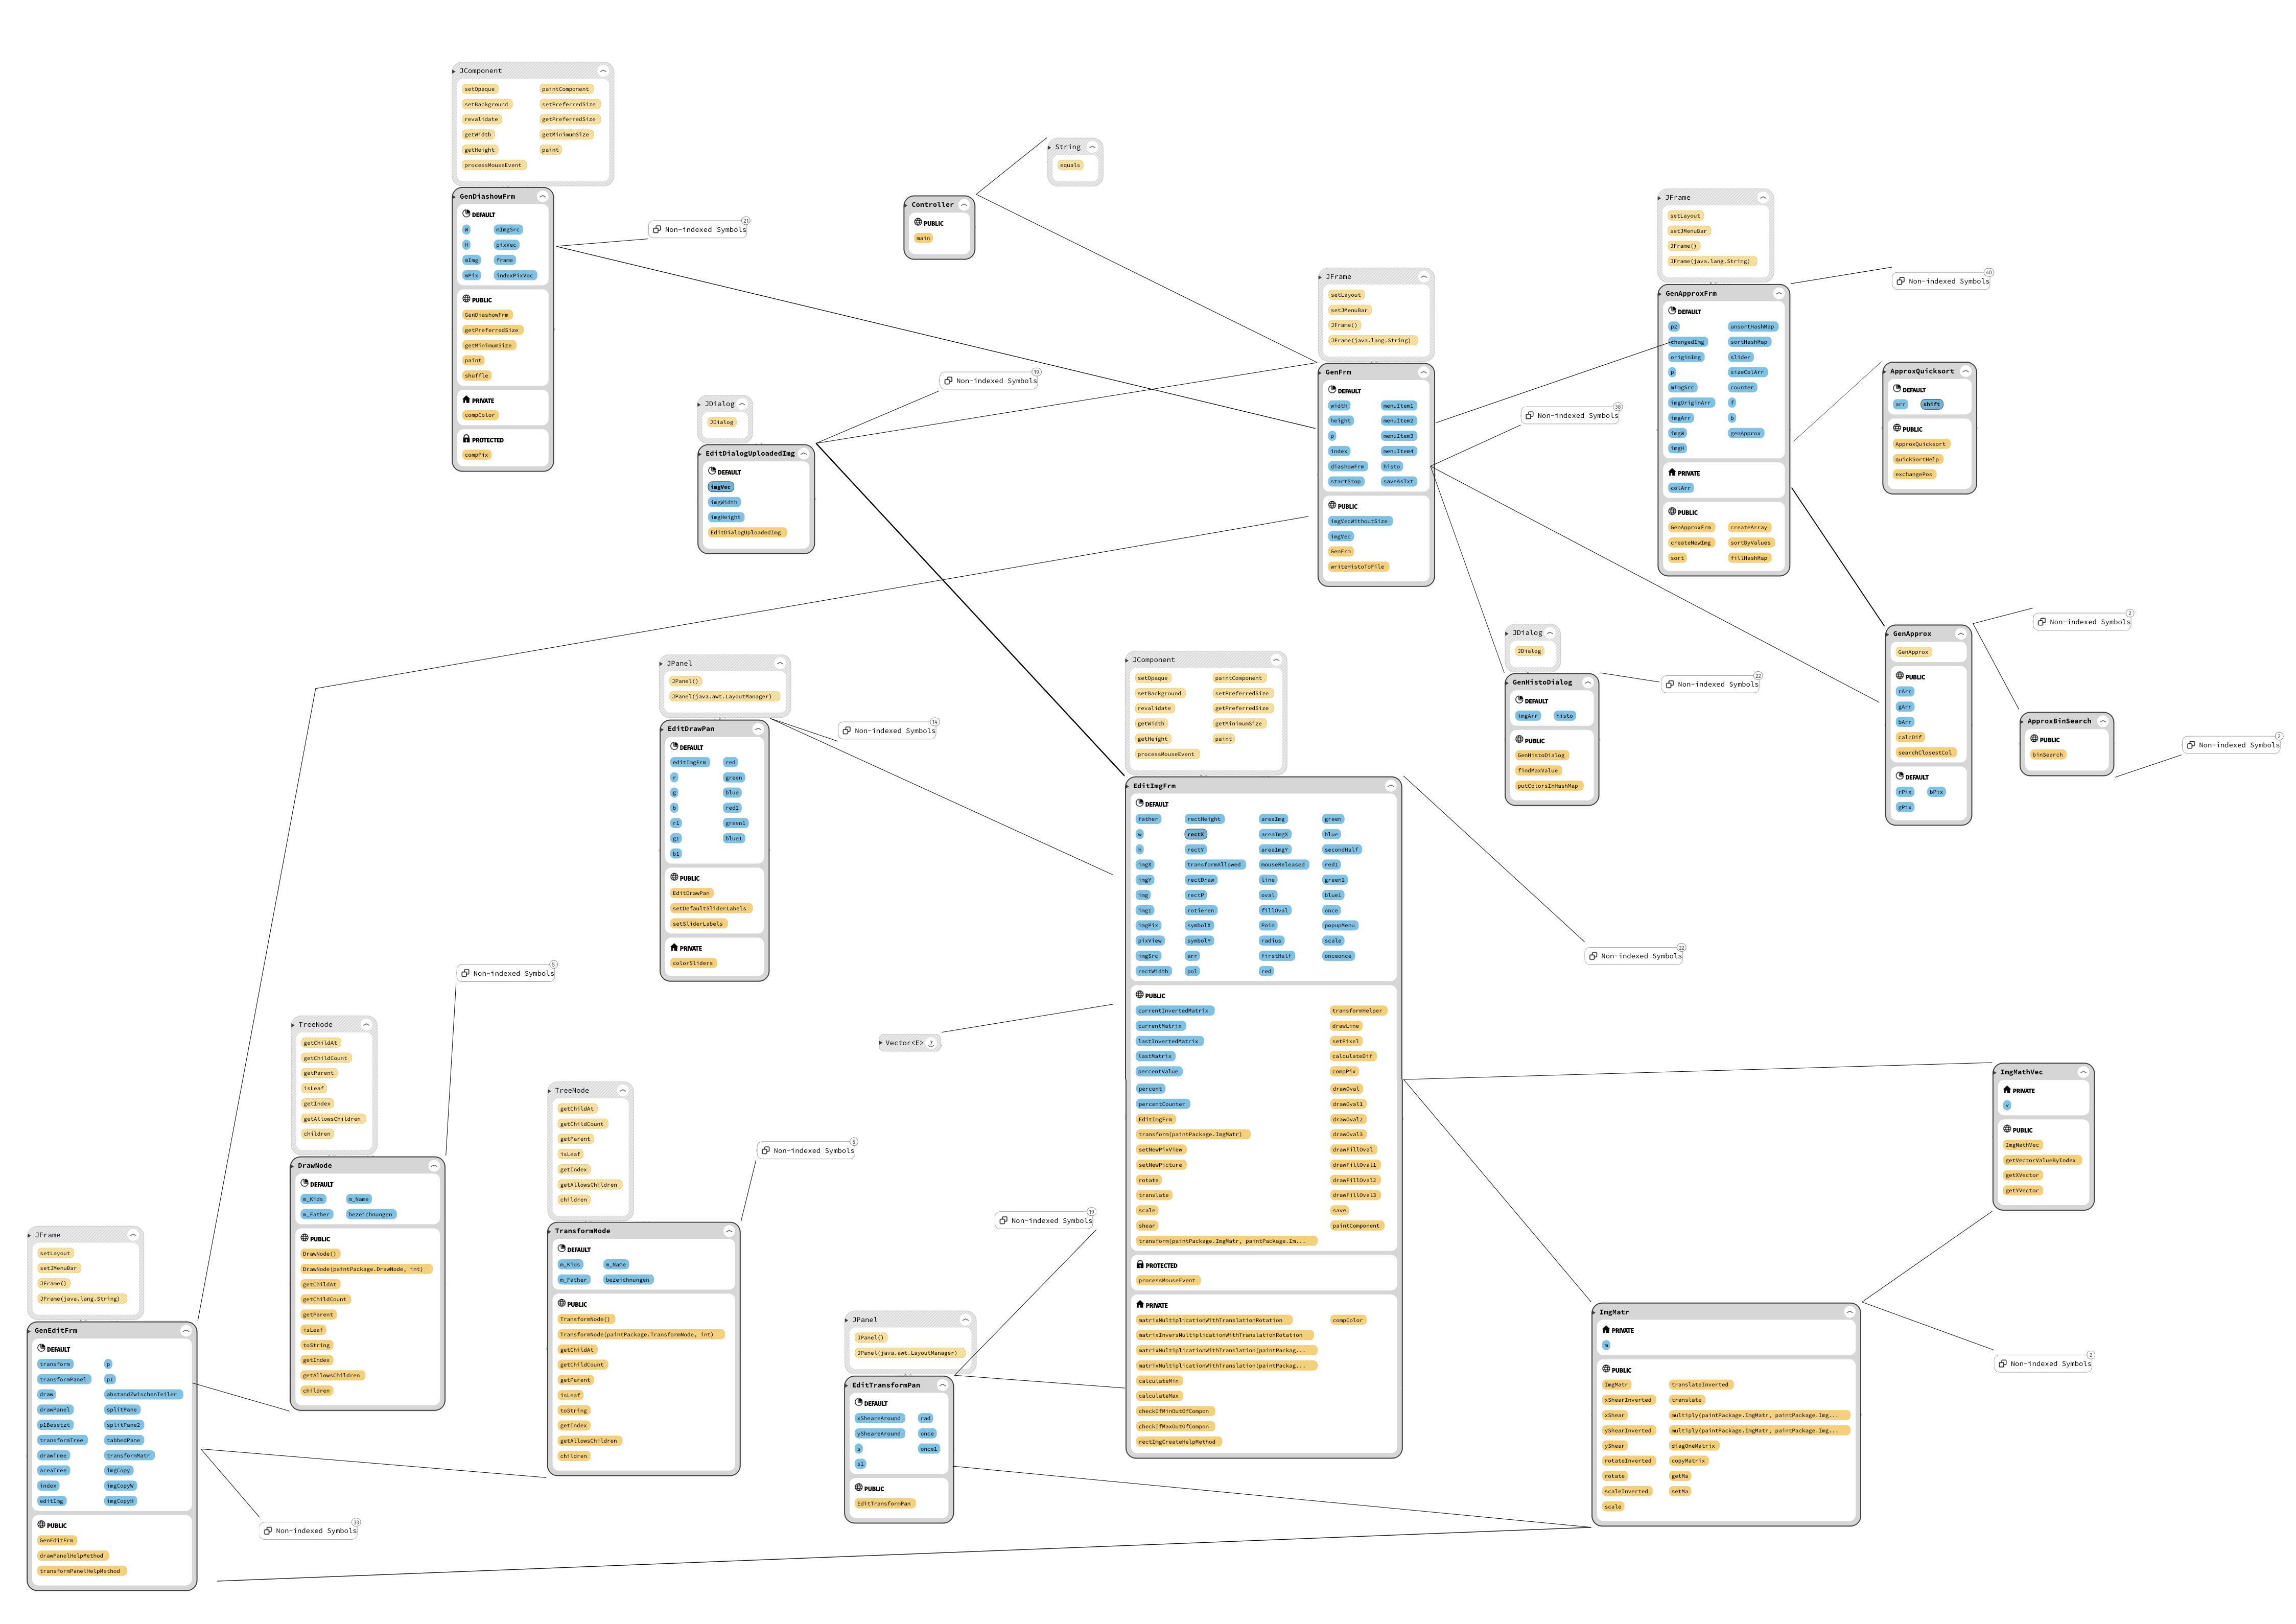 JComponent
setOpaque paintComponent
setBackground setPreferredSize
revalidate getPreferredSize
getWidth getMinimumSize
getHeight paint
processMouseEvent
GenDiashowFrm
DEFAULT
W mImgSrc
H pixVec
mImg frame
mPix indexPixVec
PUBLIC
GenDiashowFrm
getPreferredSize
getMinimumSize
paint
shuffle
PRIVATE
compColor
PROTECTED
compPix
21
Non-indexed Symbols
String
equals
Controller
PUBLIC
main
JFrame
setLayout
setJMenuBar
JFrame()
JFrame(java.lang.String)
GenApproxFrm
DEFAULT
p2 unsortHashMap
changedImg sortHashMap
originImg slider
p sizeColArr
mImgSrc counter
imgOriginArr f
imgArr b
imgW genApprox
imgH
PRIVATE
colArr
PUBLIC
GenApproxFrm createArray
createNewImg sortByValues
sort fillHashMap
40
Non-indexed Symbols
JFrame
setLayout
setJMenuBar
JFrame()
JFrame(java.lang.String)
GenFrm
DEFAULT
width menuItem1
height menuItem2
p menuItem3
index menuItem4
diashowFrm histo
startStop saveAsTxt
PUBLIC
imgVecWithoutSize
imgVec
GenFrm
writeHistoToFile
38
Non-indexed Symbols
ApproxQuicksort
DEFAULT
arr shift
PUBLIC
ApproxQuicksort
quickSortHelp
exchangePos
19
Non-indexed Symbols
JDialog
JDialog
EditDialogUploadedImg
DEFAULT
imgVec
imgWidth
imgHeight
EditDialogUploadedImg
JDialog
JDialog
GenHistoDialog
DEFAULT
imgArr histo
PUBLIC
GenHistoDialog
findMaxValue
putColorsInHashMap
22
Non-indexed Symbols
GenApprox
GenApprox
PUBLIC
rArr
gArr
bArr
calcDif
searchClosestCol
DEFAULT
rPix bPix
gPix
2
Non-indexed Symbols
ApproxBinSearch
PUBLIC
binSearch
2
Non-indexed Symbols
JPanel
JPanel()
JPanel(java.awt.LayoutManager)
EditDrawPan
DEFAULT
editImgFrm red
r green
g blue
b red1
r1 green1
g1 blue1
b1
PUBLIC
EditDrawPan
setDefaultSliderLabels
setSliderLabels
PRIVATE
colorSliders
14
Non-indexed Symbols
JComponent
setOpaque paintComponent
setBackground setPreferredSize
revalidate getPreferredSize
getWidth getMinimumSize
getHeight paint
processMouseEvent
EditImgFrm
DEFAULT
father rectHeight areaImg green
w rectX areaImgX blue
h rectY areaImgY secondHalf
imgX transformAllowed mouseReleased red1
imgY rectDraw line green1
img rectP oval blue1
img1 rotieren fillOval once
imgPix symbolX Poin popupMenu
pixView symbolY radius scale
imgSrc arr firstHalf onceonce
rectWidth pol red
PUBLIC
currentInvertedMatrix transformHelper
currentMatrix drawLine
lastInvertedMatrix setPixel
lastMatrix calculateDif
percentValue compPix
percent drawOval
percentCounter drawOval1
EditImgFrm drawOval2
transform(paintPackage.ImgMatr) drawOval3
setNewPixView drawFillOval
setNewPicture drawFillOval1
rotate drawFillOval2
translate drawFillOval3
scale save
shear paintComponent
transform(paintPackage.ImgMatr, paintPackage.Im...
PROTECTED
processMouseEvent
PRIVATE
matrixMultiplicationWithTranslationRotation compColor
matrixInversMultiplicationWithTranslationRotation
matrixMultiplicationWithTranslation(paintPackag...
matrixMultiplicationWithTranslation(paintPackag...
calculateMin
calculateMax
checkIfMinOutOfCompon
checkIfMaxOutOfCompon
rectImgCreateHelpMethod
22
Non-indexed Symbols
Vector<E> 7
5
Non-indexed Symbols
TreeNode
getChildAt
getChildCount
getParent
isLeaf
getIndex
getAllowsChildren
children
DrawNode
DEFAULT
m_Kids m_Name
m_Father bezeichnungen
PUBLIC
DrawNode()
DrawNode(paintPackage.DrawNode, int)
getChildAt
getChildCount
getParent
isLeaf
toString
getIndex
getAllowsChildren
children
TreeNode
getChildAt
getChildCount
getParent
isLeaf
getIndex
getAllowsChildren
children
TransformNode
DEFAULT
m_Kids m_Name
m_Father bezeichnungen
PUBLIC
TransformNode()
TransformNode(paintPackage.TransformNode, int)
getChildAt
getChildCount
getParent
isLeaf
toString
getIndex
getAllowsChildren
children
5
Non-indexed Symbols
ImgMathVec
PRIVATE
v
PUBLIC
ImgMathVec
getVectorValueByIndex
getXVector
getYVector
19
Non-indexed Symbols
JFrame
setLayout
setJMenuBar
JFrame()
JFrame(java.lang.String)
GenEditFrm
DEFAULT
transform p
transformPanel p1
draw abstandZwischenTeiler
drawPanel splitPane
p1Besetzt splitPane2
transformTree tabbedPane
drawTree transformMatr
areaTree imgCopy
index imgCopyW
editImg imgCopyH
PUBLIC
GenEditFrm
drawPanelHelpMethod
transformPanelHelpMethod
33
Non-indexed Symbols
JPanel
JPanel()
JPanel(java.awt.LayoutManager)
EditTransformPan
DEFAULT
xSheareAround rad
ySheareAround once
s once1
s1
PUBLIC
EditTransformPan
ImgMatr
PRIVATE
m
PUBLIC
ImgMatr translateInverted
xShearInverted translate
xShear multiply(paintPackage.ImgMatr, paintPackage.Img...
yShearInverted multiply(paintPackage.ImgMatr, paintPackage.Img...
yShear diagOneMatrix
rotateInverted copyMatrix
rotate getMa
scaleInverted setMa
scale
2
Non-indexed Symbols